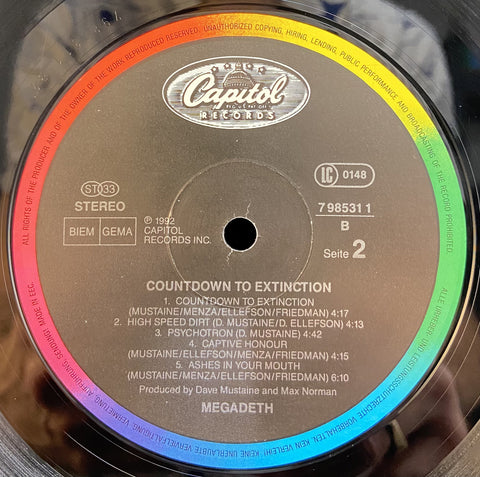 ALL RIGHTS OF THE PRODUCER AND OF THE OWNER OF THE WORK REPRODUCED RESERVED. UNAUTHORIZED COPYING, HIRING, LENDING, PUBLIC PERFORMANCE AND BROADCASTING OF THE RECORD PROHIBITED.
Capitol
RECORDS
LC 0148
ST 33
STEREO
7 98531 1
B
BIEM GEMA
℗ 1992
CAPITOL
RECORDS INC.
Seite 2
COUNTDOWN TO EXTINCTION
1. COUNTDOWN TO EXTINCTION
(MUSTAINE/MENZA/ELLEFSON/FRIEDMAN) 4:17
2. HIGH SPEED DIRT (D. MUSTAINE/D. ELLEFSON) 4:13
3. PSYCHOTRON (D. MUSTAINE) 4:42
4. CAPTIVE HONOUR
(MUSTAINE/ELLEFSON/MENZA/FRIEDMAN) 4:15
5. ASHES IN YOUR MOUTH
(MUSTAINE/ELLEFSON/MENZA/FRIEDMAN) 6:10
Produced by Dave Mustaine and Max Norman
MEGADETH
ALLE URHEBER- UND LEISTUNGSSCHUTZRECHTE VORBEHALTEN. KEIN VERLEIH! KEINE UNERLAUBTE VERVIELFÄLTIGUNG, VERMIETUNG, AUFFÜHRUNG, SENDUNG! MADE IN EEC.